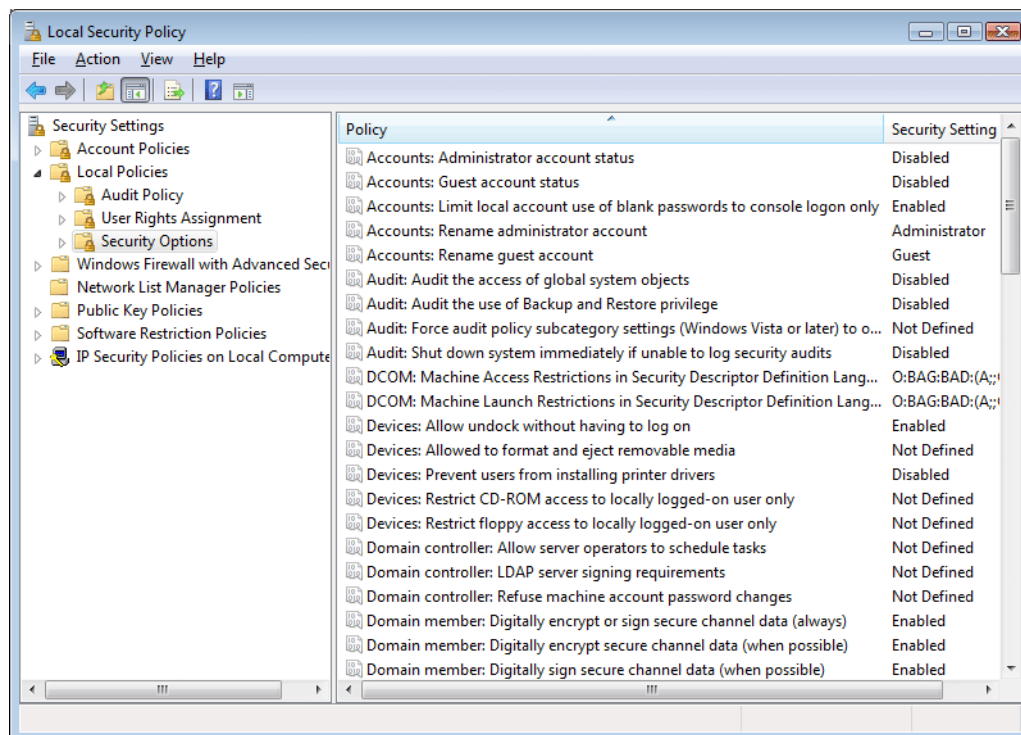 Local Security Policy
File Action View Help
Security Settings
Account Policies
Local Policies
Audit Policy
User Rights Assignment
Security Options
Windows Firewall with Advanced Secu
Network List Manager Policies
Public Key Policies
Software Restriction Policies
IP Security Policies on Local Compute
Policy Security Setting
Accounts: Administrator account status Disabled
Accounts: Guest account status Disabled
Accounts: Limit local account use of blank passwords to console logon only Enabled
Accounts: Rename administrator account Administrator
Accounts: Rename guest account Guest
Audit: Audit the access of global system objects Disabled
Audit: Audit the use of Backup and Restore privilege Disabled
Audit: Force audit policy subcategory settings (Windows Vista or later) to o... Not Defined
Audit: Shut down system immediately if unable to log security audits Disabled
DCOM: Machine Access Restrictions in Security Descriptor Definition Lang... O:BAG:BAD:(A;;
DCOM: Machine Launch Restrictions in Security Descriptor Definition Lang... O:BAG:BAD:(A;;
Devices: Allow undock without having to log on Enabled
Devices: Allowed to format and eject removable media Not Defined
Devices: Prevent users from installing printer drivers Disabled
Devices: Restrict CD-ROM access to locally logged-on user only Not Defined
Devices: Restrict floppy access to locally logged-on user only Not Defined
Domain controller: Allow server operators to schedule tasks Not Defined
Domain controller: LDAP server signing requirements Not Defined
Domain controller: Refuse machine account password changes Not Defined
Domain member: Digitally encrypt or sign secure channel data (always) Enabled
Domain member: Digitally encrypt secure channel data (when possible) Enabled
Domain member: Digitally sign secure channel data (when possible) Enabled